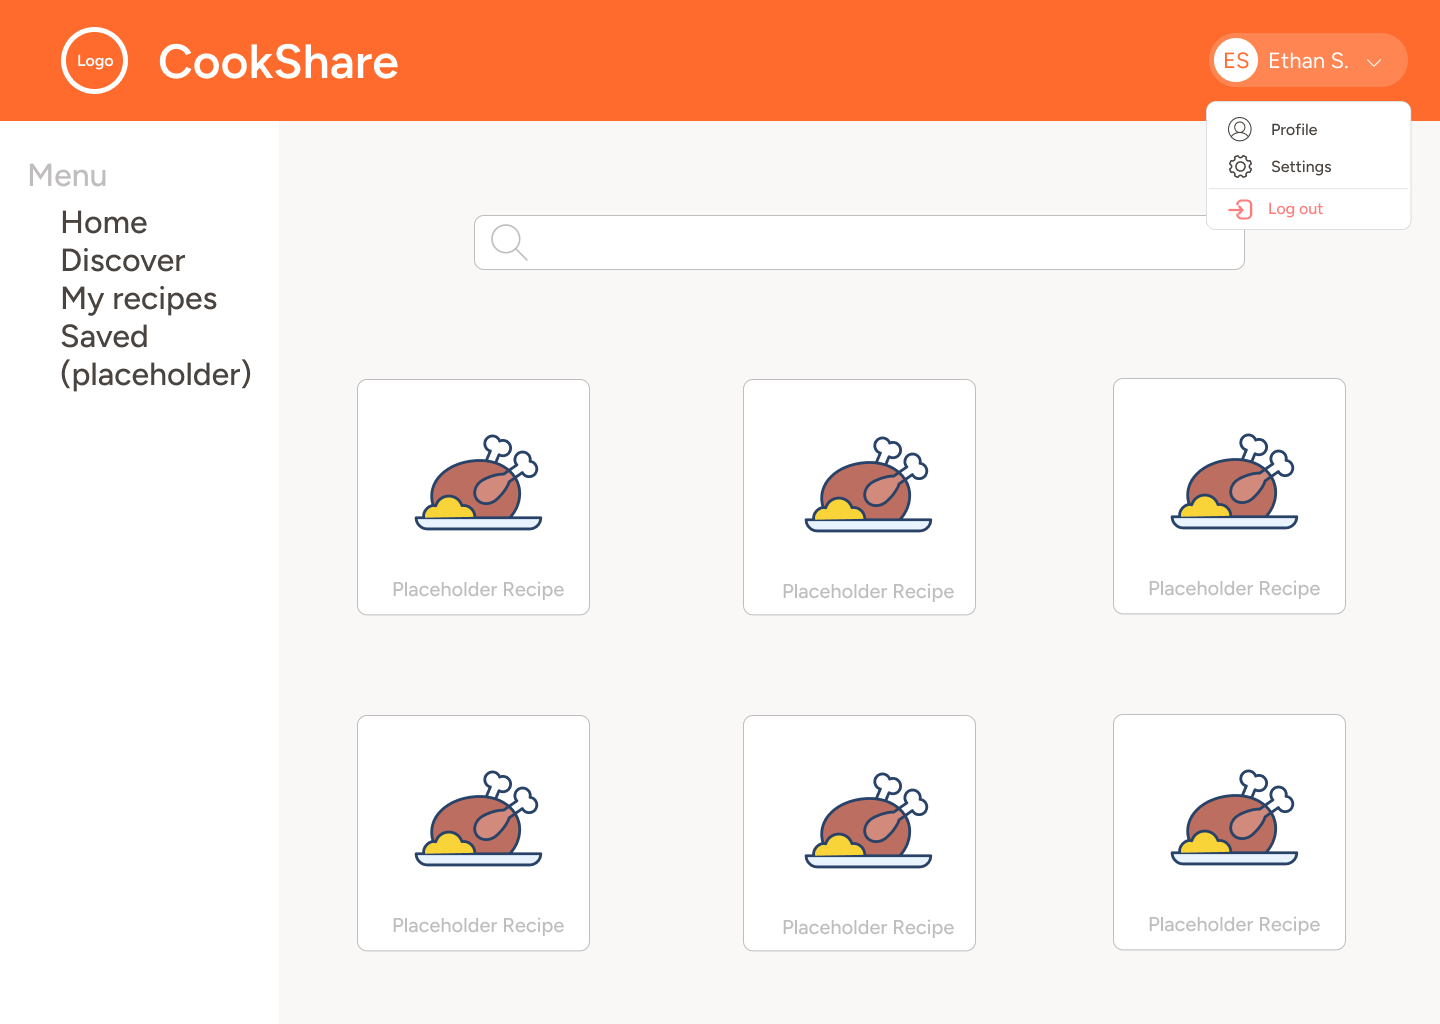 Logo
CookShare
ES
Ethan S.
Profile
Settings
Log out
Menu
Home
Discover
My recipes
Saved
(placeholder)
Placeholder Recipe
Placeholder Recipe
Placeholder Recipe
Placeholder Recipe
Placeholder Recipe
Placeholder Recipe